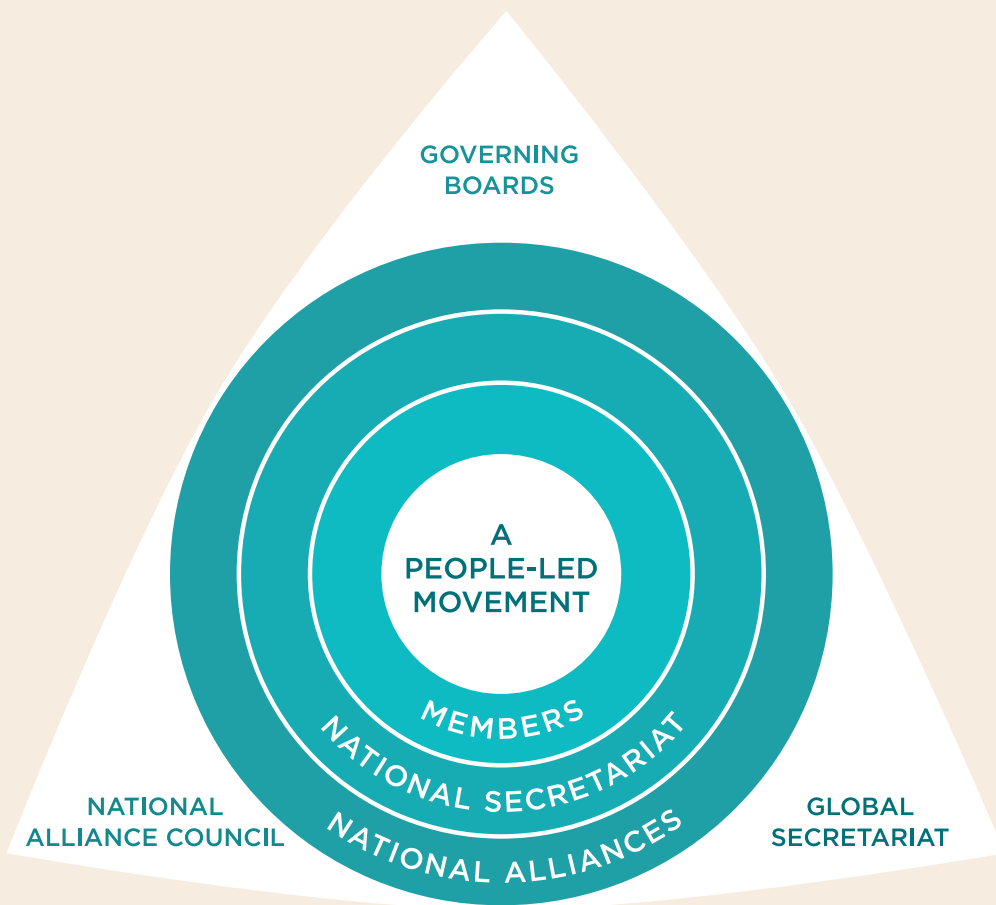 GOVERNING
BOARDS
A
PEOPLE-LED
MOVEMENT
MEMBERS
NATIONAL SECRETARIAT
NATIONAL ALLIANCES
NATIONAL
ALLIANCE COUNCIL
GLOBAL
SECRETARIAT